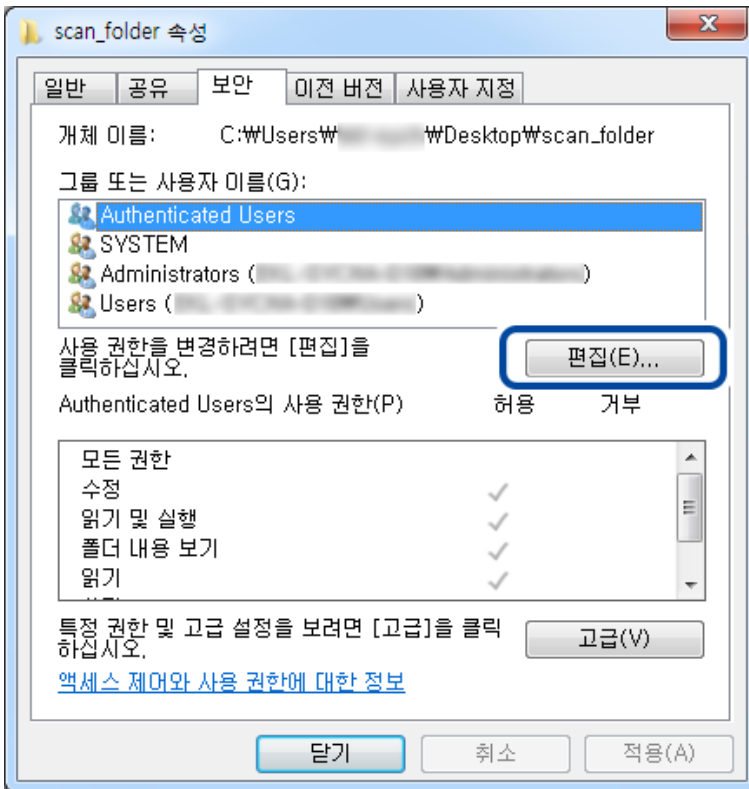 scan_folder 속성
일반 공유 보안 이전 버전 사용자 지정
개체 이름: C:₩Users₩ ₩Desktop₩scan_folder
그룹 또는 사용자 이름(G):
Authenticated Users
SYSTEM
Administrators ( )
Users ( )
사용 권한을 변경하려면 [편집]을
클릭하십시오.
편집(E)...
Authenticated Users의 사용 권한(P) 허용 거부
모든 권한
수정
읽기 및 실행
폴더 내용 보기
읽기
특정 권한 및 고급 설정을 보려면 [고급]을 클릭
하십시오.
고급(V)
액세스 제어와 사용 권한에 대한 정보
닫기 취소 적용(A)